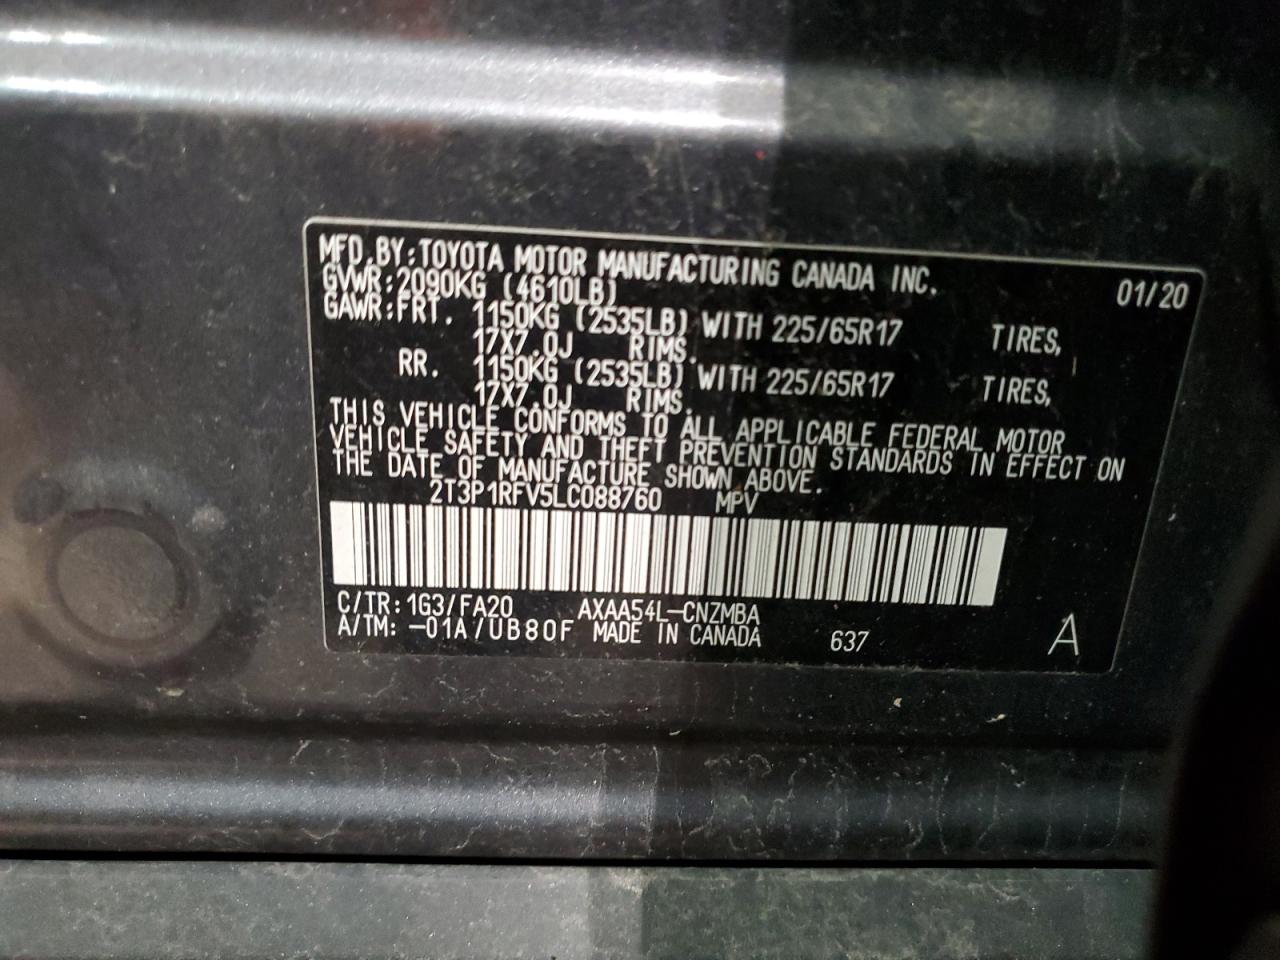 MFD.BY:TOYOTA MOTOR MANUFACTURING CANADA INC. 01/20
GVWR:2090KG (4610LB)
GAWR:FRT. 1150KG (2535LB) WITH 225/65R17 TIRES,
17X7.0J RIMS.
RR. 1150KG (2535LB) WITH 225/65R17 TIRES,
17X7.0J RIMS.
THIS VEHICLE CONFORMS TO ALL APPLICABLE FEDERAL MOTOR
VEHICLE SAFETY AND THEFT PREVENTION STANDARDS IN EFFECT ON
THE DATE OF MANUFACTURE SHOWN ABOVE.
2T3P1RFV5LC088760 MPV
C/TR:1G3/FA20 AXAA54L-CNZMBA
A/TM:-01A/UB80F MADE IN CANADA 637 A